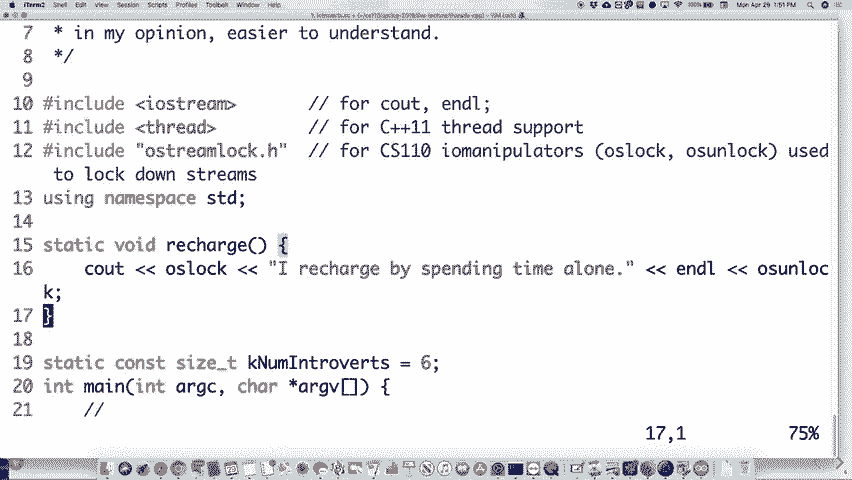 iTerm2 Shell Edit View Session Scripts Profiles Toolbelt Window Help Mon Apr 29 1:51 PM
7 * in my opinion, easier to understand.
8 */
9
10 #include <iostream> // for cout, endl;
11 #include <thread> // for C++11 thread support
12 #include "ostreamlock.h" // for CS110 iomanipulators (oslock, osunlock) used
to lock down streams
13 using namespace std;
14
15 static void recharge() {
16 cout << oslock << "I recharge by spending time alone." << endl << osunloc
k;
17 }
18
19 static const size_t kNumIntroverts = 6;
20 int main(int argc, char *argv[]) {
21 //
17,1 75%